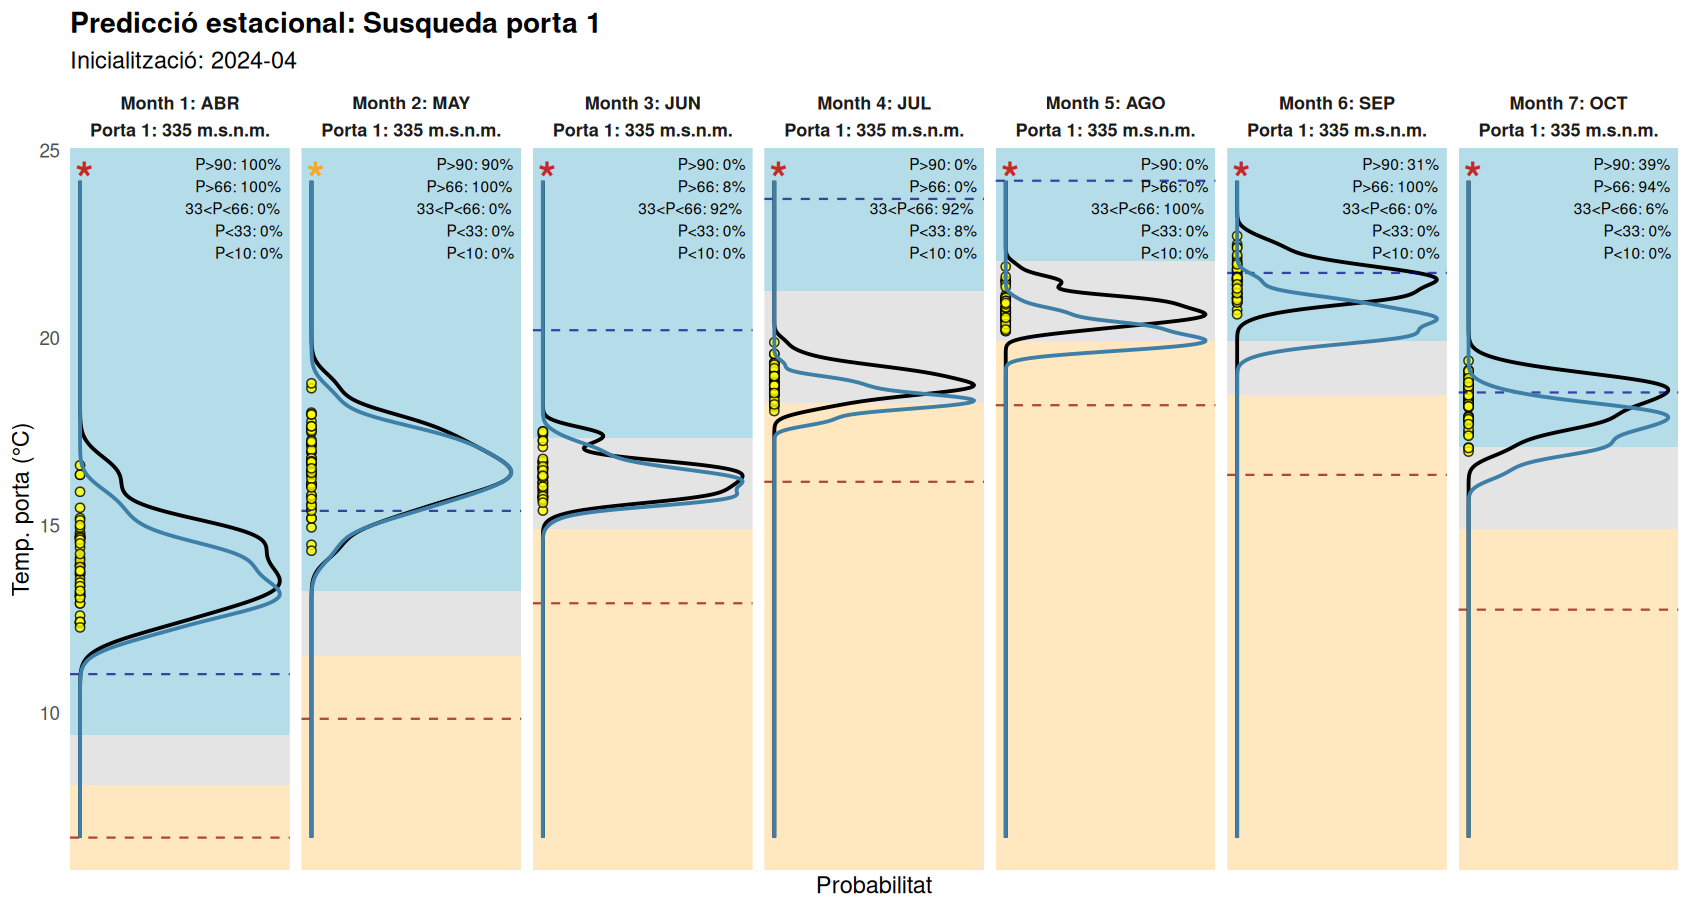 Predicció estacional: Susqueda porta 1
Inicialització: 2024-04
Month 1: ABR
Porta 1: 335 m.s.n.m.
Month 2: MAY
Porta 1: 335 m.s.n.m.
Month 3: JUN
Porta 1: 335 m.s.n.m.
Month 4: JUL
Porta 1: 335 m.s.n.m.
Month 5: AGO
Porta 1: 335 m.s.n.m.
Month 6: SEP
Porta 1: 335 m.s.n.m.
Month 7: OCT
Porta 1: 335 m.s.n.m.
Temp. porta (°C)
25
20
15
10
*
P>90: 100%
P>66: 100%
33<P<66: 0%
P<33: 0%
P<10: 0%
*
P>90: 90%
P>66: 100%
33<P<66: 0%
P<33: 0%
P<10: 0%
*
P>90: 0%
P>66: 8%
33<P<66: 92%
P<33: 0%
P<10: 0%
*
P>90: 0%
P>66: 0%
33<P<66: 92%
P<33: 8%
P<10: 0%
*
P>90: 0%
P>66: 0%
33<P<66: 100%
P<33: 0%
P<10: 0%
*
P>90: 31%
P>66: 100%
33<P<66: 0%
P<33: 0%
P<10: 0%
*
P>90: 39%
P>66: 94%
33<P<66: 6%
P<33: 0%
P<10: 0%
Probabilitat